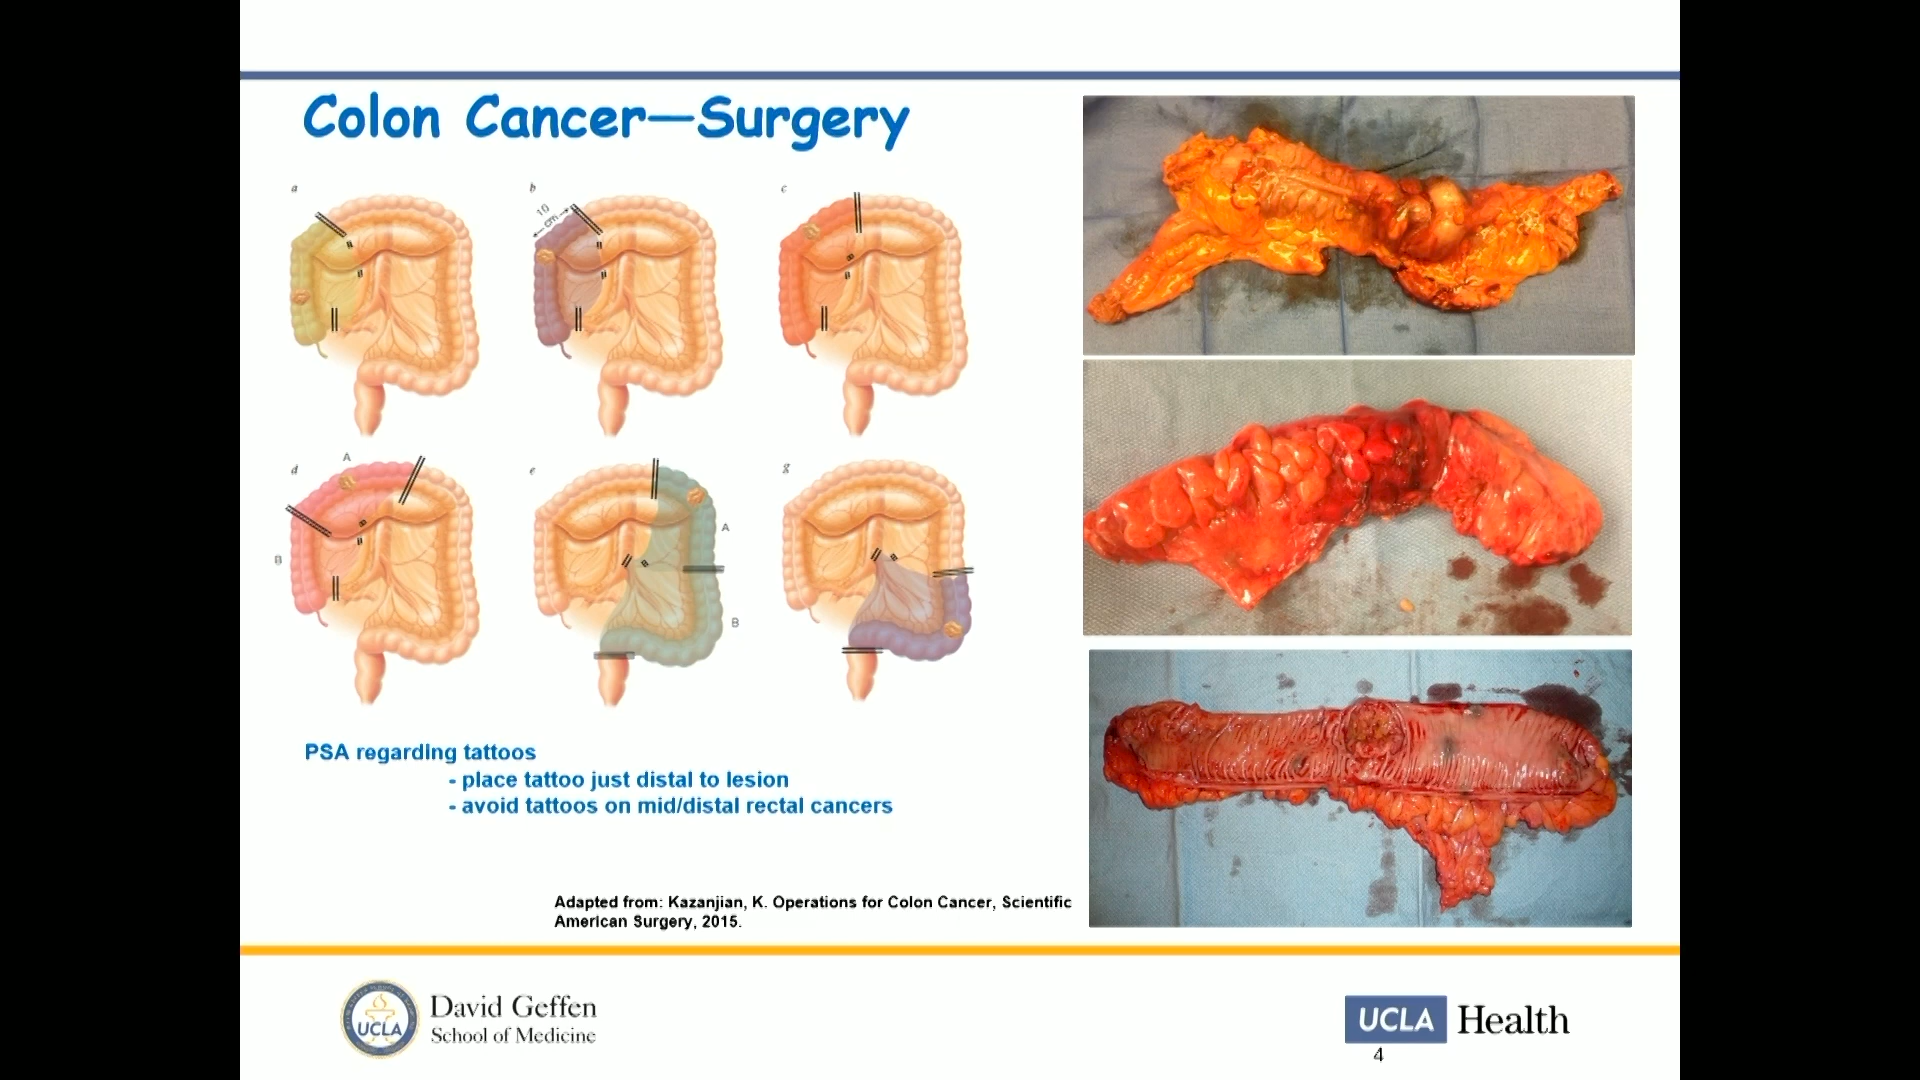 Colon Cancer—Surgery
a
b
c
10
cm
A
d
e
g
B
A
B
PSA regarding tattoos
- place tattoo just distal to lesion
- avoid tattoos on mid/distal rectal cancers
Adapted from: Kazanjian, K. Operations for Colon Cancer, Scientific
American Surgery, 2015.
UCLA
David Geffen
School of Medicine
UCLA Health
4